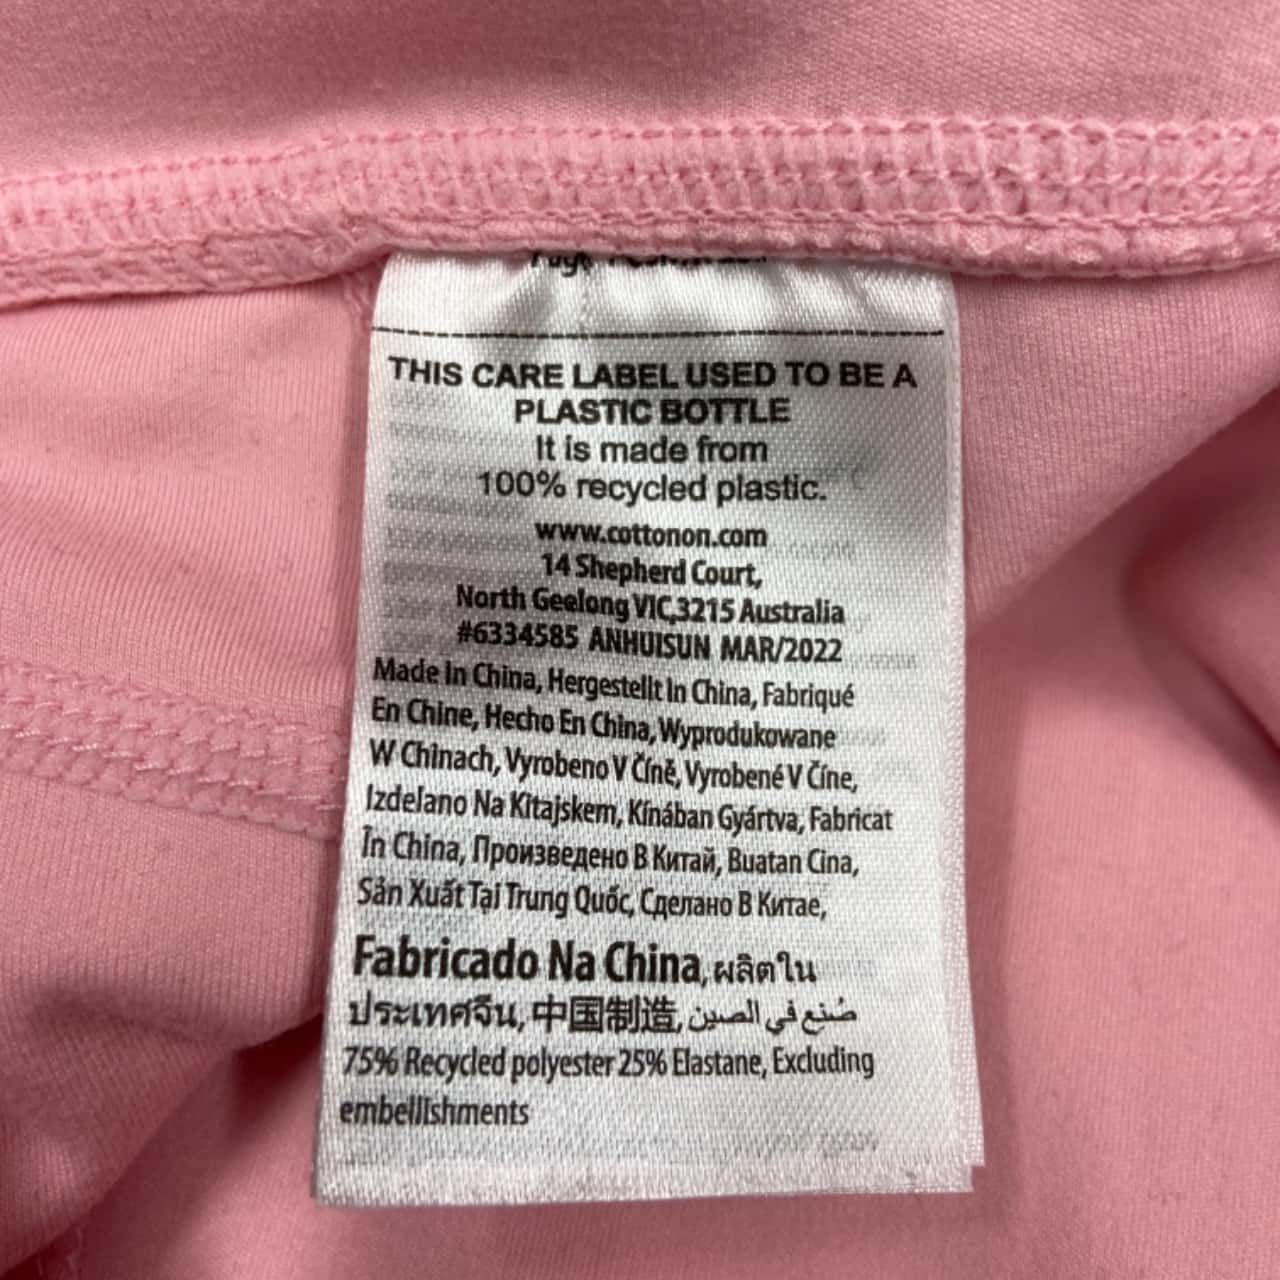 THIS CARE LABEL USED TO BE A
PLASTIC BOTTLE
It is made from
100% recycled plastic.
www.cottonon.com
14 Shepherd Court,
North Geelong VIC,3215 Australia
#6334585 ANHUISUN MAR/2022
Made In China, Hergestellt In China, Fabriqué
En Chine, Hecho En China, Wyprodukowane
W Chinach, Vyrobeno V Číně, Vyrobené V Číne,
Izdelano Na Kitajskem, Kínában Gyártva, Fabricat
În China, Произведено В Китай, Buatan Cina,
Sản Xuất Tại Trung Quốc, Сделано В Китае,
Fabricado Na China, ผลิตใน
ประเทศจีน, 中国制造, صُنع في الصين
75% Recycled polyester 25% Elastane, Excluding
embellishments